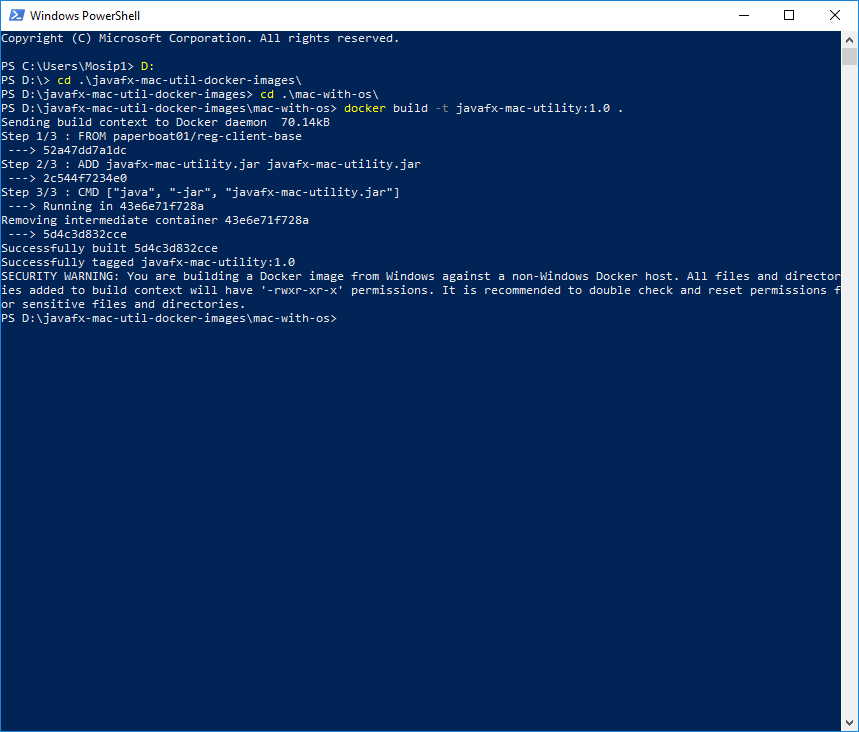 Windows PowerShell
Copyright (C) Microsoft Corporation. All rights reserved.
PS C:\Users\Mosip1> D:
PS D:\> cd .\javafx-mac-util-docker-images\
PS D:\javafx-mac-util-docker-images> cd .\mac-with-os\
PS D:\javafx-mac-util-docker-images\mac-with-os> docker build -t javafx-mac-utility:1.0 .
Sending build context to Docker daemon  70.14kB
Step 1/3 : FROM paperboat01/reg-client-base
 ---> 52a47dd7a1dc
Step 2/3 : ADD javafx-mac-utility.jar javafx-mac-utility.jar
 ---> 2c544f7234e0
Step 3/3 : CMD ["java", "-jar", "javafx-mac-utility.jar"]
 ---> Running in 43e6e71f728a
Removing intermediate container 43e6e71f728a
 ---> 5d4c3d832cce
Successfully built 5d4c3d832cce
Successfully tagged javafx-mac-utility:1.0
SECURITY WARNING: You are building a Docker image from Windows against a non-Windows Docker host. All files and director
ies added to build context will have '-rwxr-xr-x' permissions. It is recommended to double check and reset permissions f
or sensitive files and directories.
PS D:\javafx-mac-util-docker-images\mac-with-os>